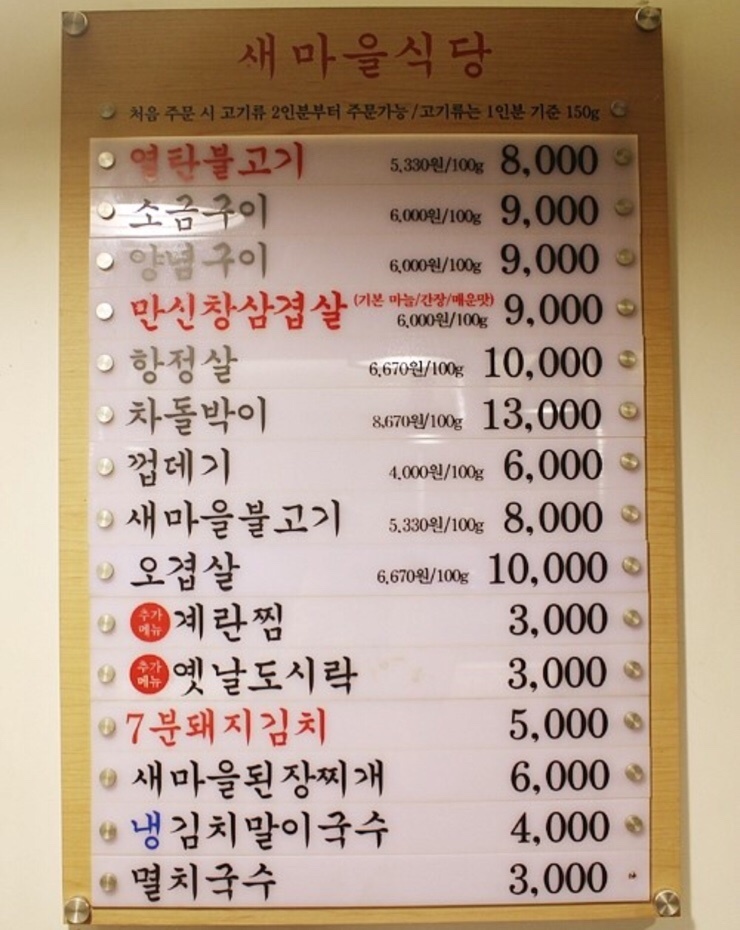 새마을식당
처음 주문 시 고기류 2인분부터 주문가능/고기류는 1인분 기준 150g
열탄불고기 5,330원/100g 8,000
소금구이 6,000원/100g 9,000
양념구이 6,000원/100g 9,000
만신창삼겹살 (기본 마늘/간장/매운맛) 6,000원/100g 9,000
항정살 6,670원/100g 10,000
차돌박이 8,670원/100g 13,000
껍데기 4,000원/100g 6,000
새마을불고기 5,330원/100g 8,000
오겹살 6,670원/100g 10,000
추가메뉴 계란찜 3,000
추가메뉴 옛날도시락 3,000
7분돼지김치 5,000
새마을된장찌개 6,000
냉김치말이국수 4,000
멸치국수 3,000